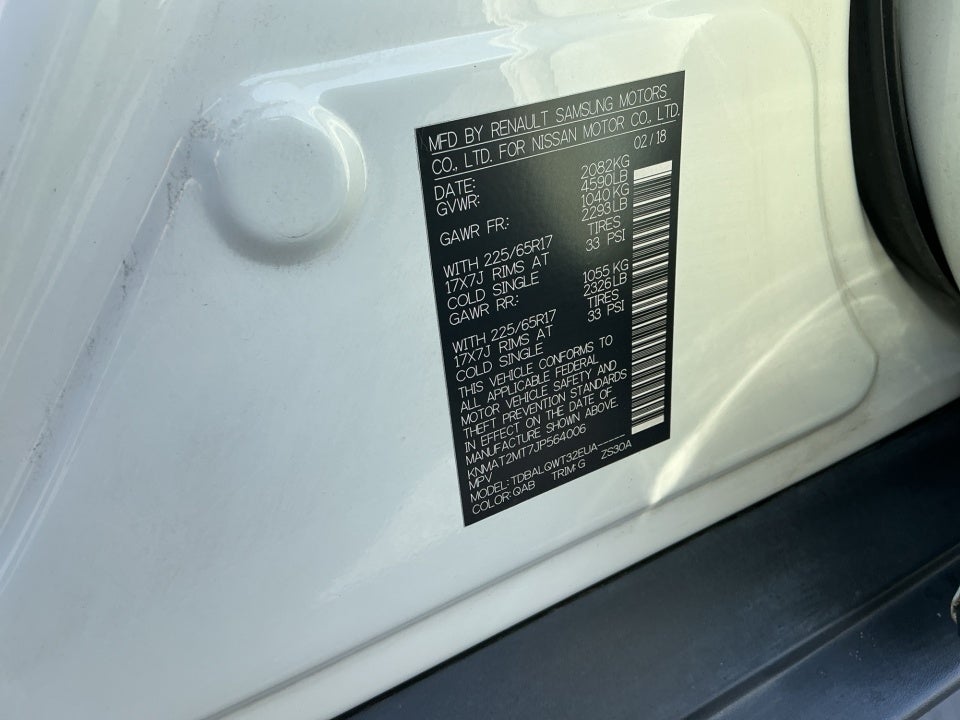 MFD BY RENAULT SAMSUNG MOTORS
CO., LTD. FOR NISSAN MOTOR CO., LTD.
DATE: 02/18
GVWR: 2082KG
4590LB
GAWR FR: 1040 KG
2293LB
WITH 225/65R17 TIRES
17X7J RIMS AT 33 PSI
COLD SINGLE
GAWR RR: 1055 KG
2326LB
WITH 225/65R17 TIRES
17X7J RIMS AT 33 PSI
COLD SINGLE
THIS VEHICLE CONFORMS TO
ALL APPLICABLE FEDERAL
MOTOR VEHICLE SAFETY AND
THEFT PREVENTION STANDARDS
IN EFFECT ON THE DATE OF
MANUFACTURE SHOWN ABOVE.
KNMAT2MT7JP564006
MPV
MODEL: TDBALQWT32EUA-----
COLOR: QAB TRIM: G ZS30A